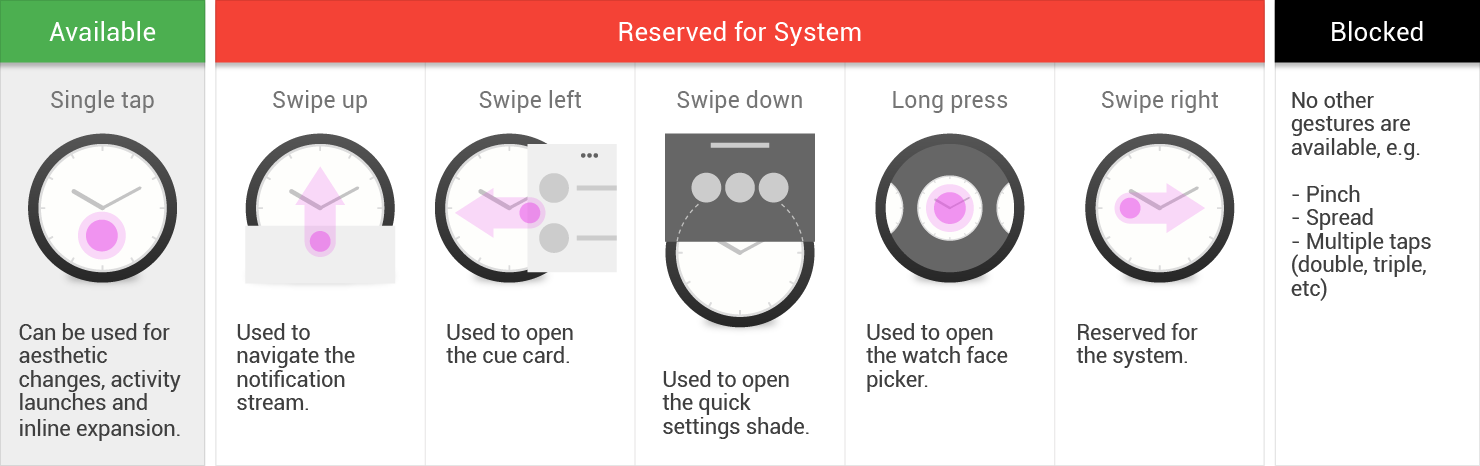 Available
Reserved for System
Blocked
Single tap
Can be used for
aesthetic
changes, activity
launches and
inline expansion.
Swipe up
Used to
navigate the
notification
stream.
Swipe left
Used to open
the cue card.
Swipe down
Used to open
the quick
settings shade.
Long press
Used to open
the watch face
picker.
Swipe right
Reserved for
the system.
No other
gestures are
available, e.g.
- Pinch
- Spread
- Multiple taps
(double, triple,
etc)